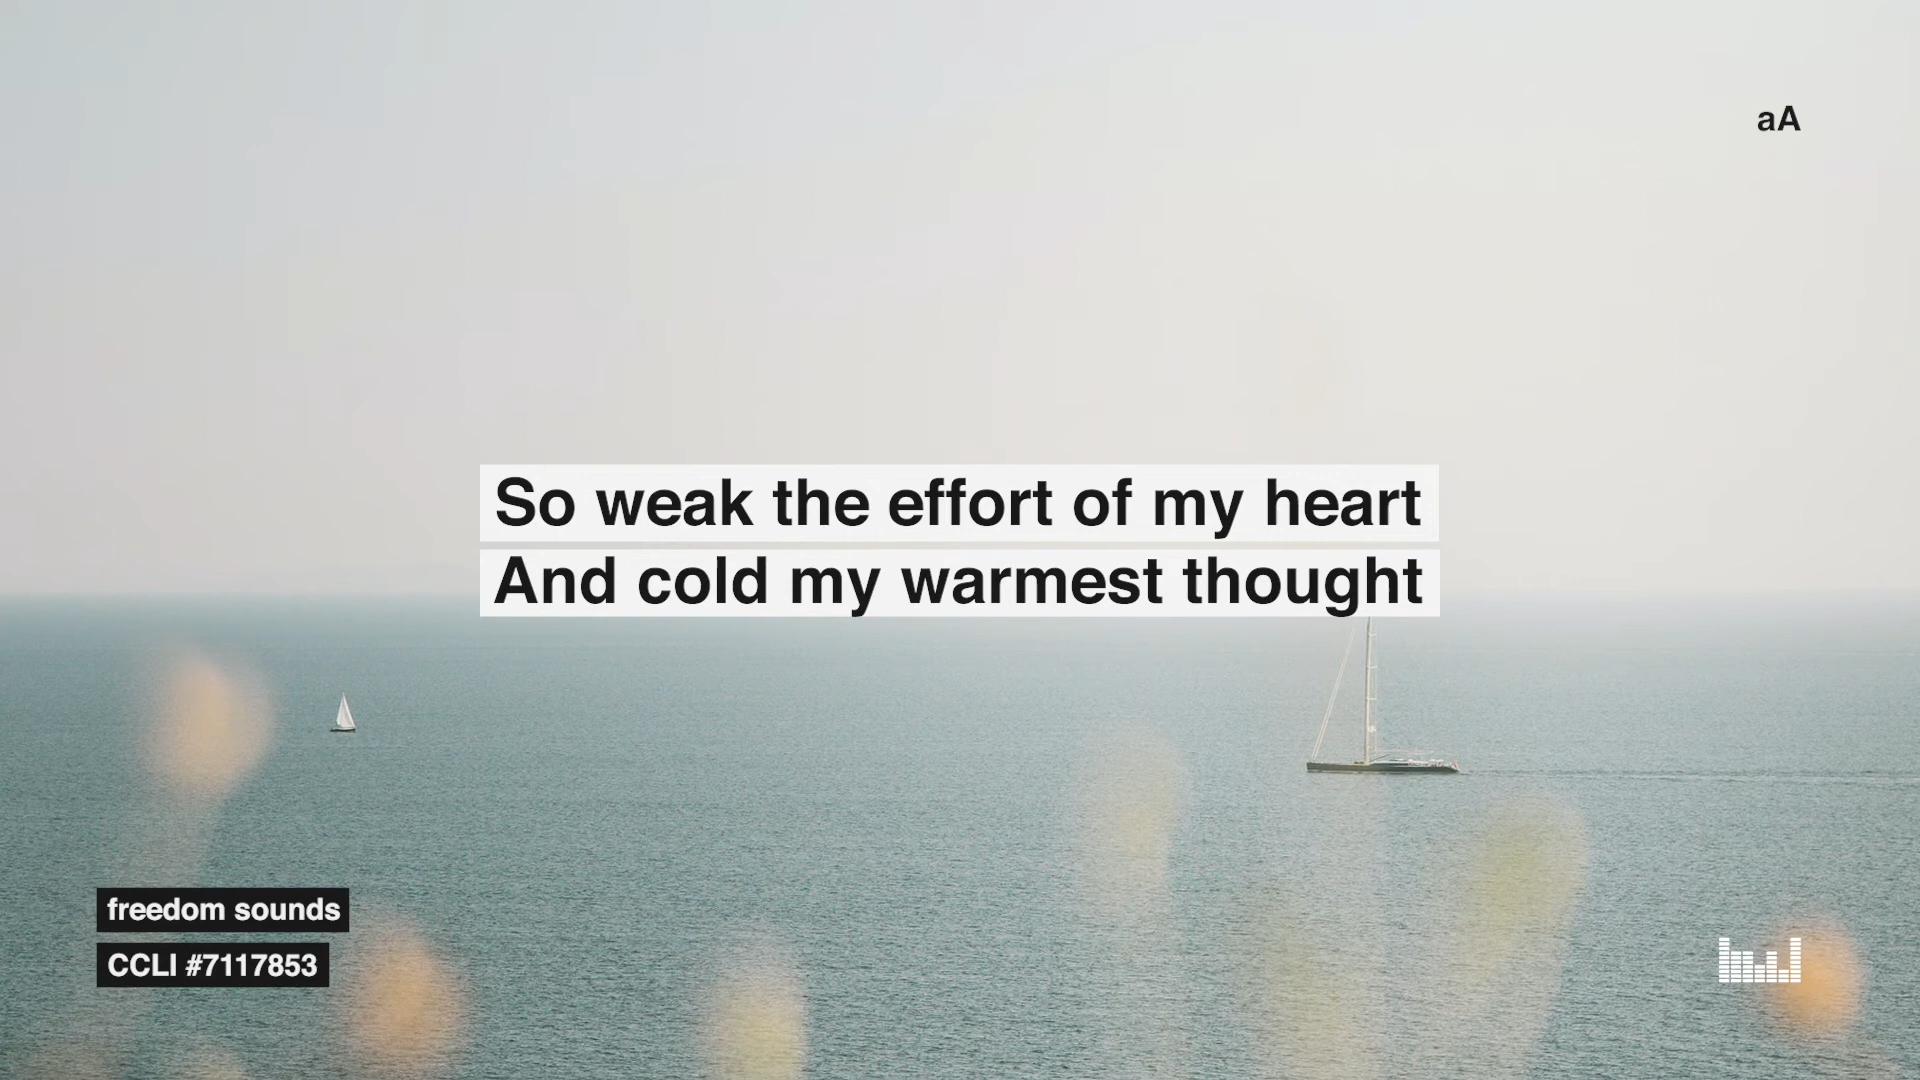 aA
So weak the effort of my heart
And cold my warmest thought
freedom sounds
CCLI #7117853